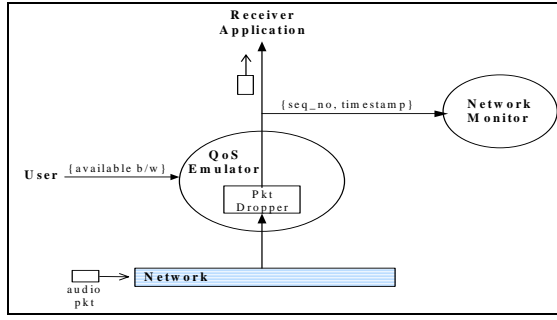 Receiver
Application
{seq_no, timestamp}
Network
Monitor
QoS
Emulator
User
{available b/w}
Pkt
Dropper
Network
audio
pkt